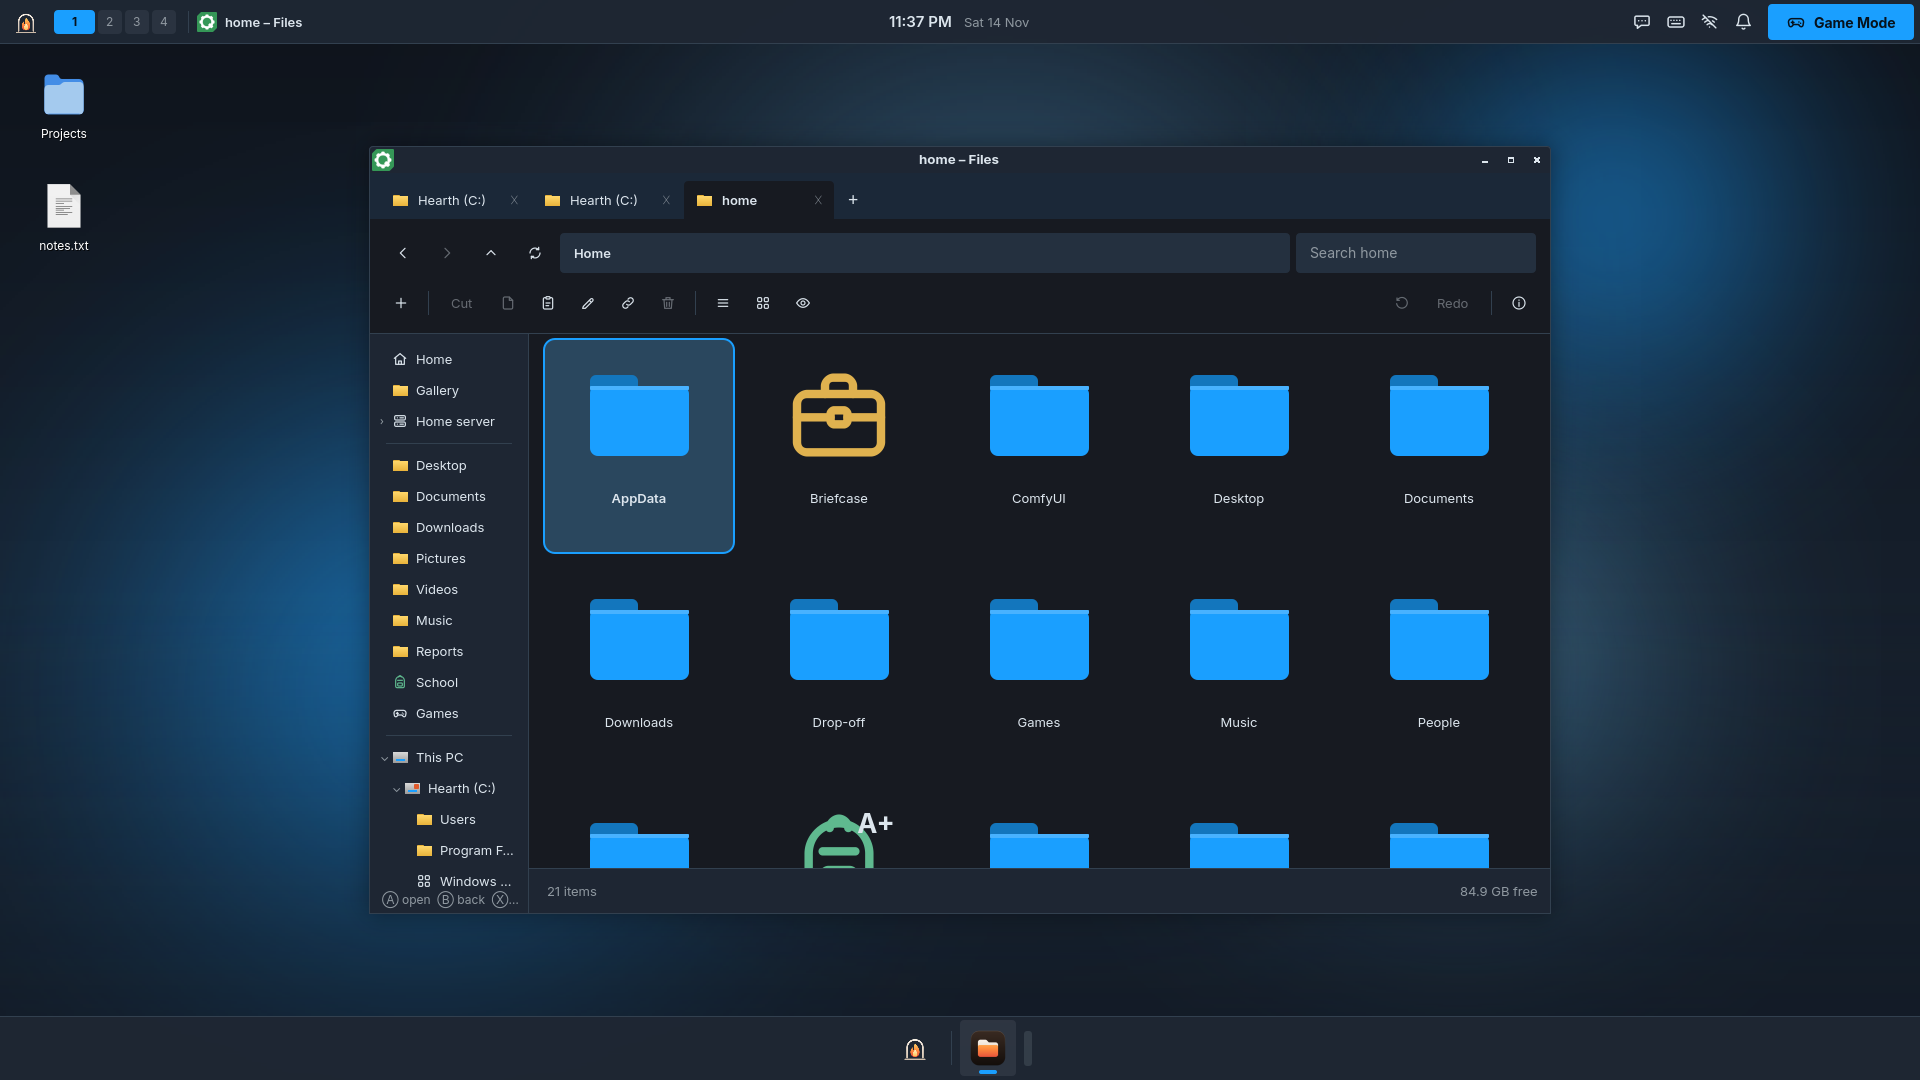 1 2 3 4 home – Files
11:37 PM Sat 14 Nov
Game Mode
Projects
notes.txt
home – Files
Hearth (C:) X Hearth (C:) X home X +
Home
Search home
Cut
Redo
Home
Gallery
Home server
Desktop
Documents
Downloads
Pictures
Videos
Music
Reports
School
Games
This PC
Hearth (C:)
Users
Program F...
Windows ...
A open B back X...
AppData Briefcase ComfyUI Desktop Documents
Downloads Drop-off Games Music People
A+
21 items
84.9 GB free